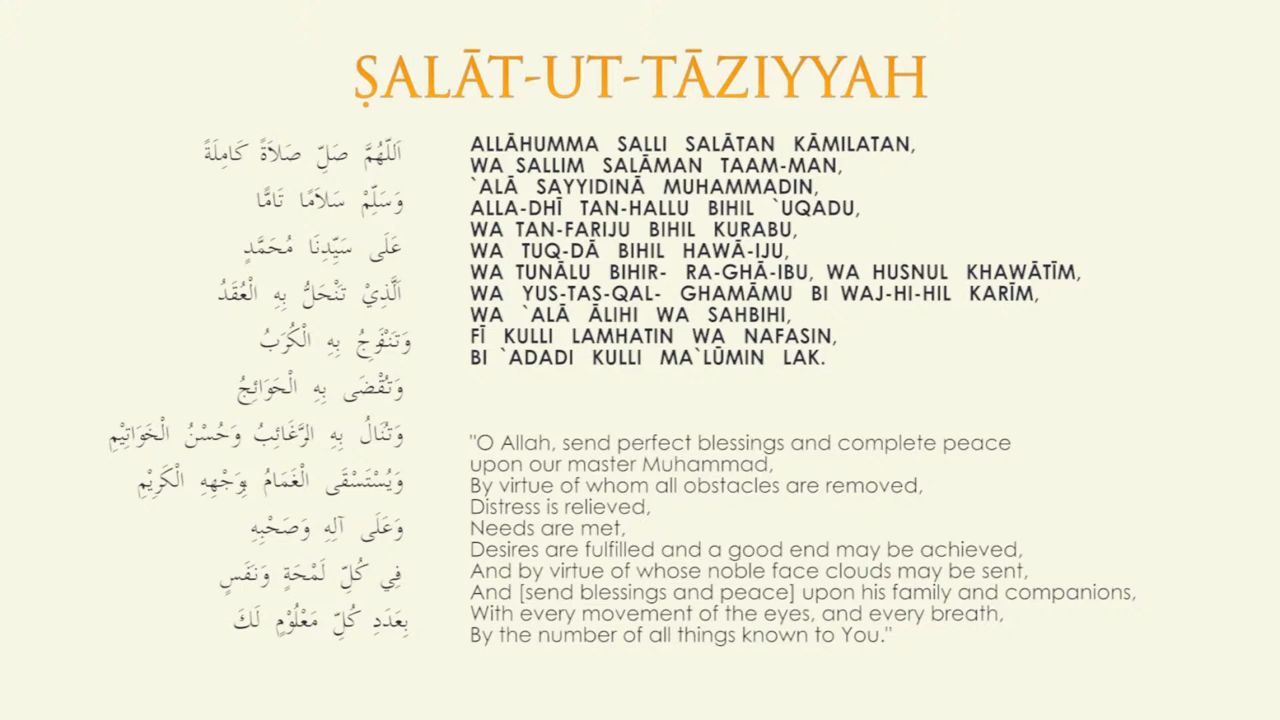 ṢALĀT-UT-TĀZIYYAH
اَللّٰهُمَّ صَلِّ صَلَاةً كَامِلَةً
وَسَلِّمْ سَلَامًا تَامًّا
عَلَى سَيِّدِنَا مُحَمَّدٍ
اَلَّذِيْ تَنْحَلُّ بِهِ الْعُقَدُ
وَتَنْفَرِجُ بِهِ الْكُرَبُ
وَتُقْضَى بِهِ الْحَوَائِجُ
وَتُنَالُ بِهِ الرَّغَائِبُ وَحُسْنُ الْخَوَاتِيْمِ
وَيُسْتَسْقَى الْغَمَامُ بِوَجْهِهِ الْكَرِيْمِ
وَعَلَى آلِهِ وَصَحْبِهِ
فِي كُلِّ لَمْحَةٍ وَنَفَسٍ
بِعَدَدِ كُلِّ مَعْلُوْمٍ لَكَ
ALLĀHUMMA SALLI SALĀTAN KĀMILATAN,
WA SALLIM SALĀMAN TAAM-MAN,
`ALĀ SAYYIDINĀ MUHAMMADIN,
ALLA-DHĪ TAN-HALLU BIHIL `UQADU,
WA TAN-FARIJU BIHIL KURABU,
WA TUQ-DĀ BIHIL HAWĀ-IJU,
WA TUNĀLU BIHIR- RA-GHĀ-IBU, WA HUSNUL KHAWĀTĪM,
WA YUS-TAS-QAL- GHAMĀMU BI WAJ-HI-HIL KARĪM,
WA `ALĀ ĀLIHI WA SAHBIHI,
FĪ KULLI LAMHATIN WA NAFASIN,
BI `ADADI KULLI MA`LŪMIN LAK.
"O Allah, send perfect blessings and complete peace
upon our master Muhammad,
By virtue of whom all obstacles are removed,
Distress is relieved,
Needs are met,
Desires are fulfilled and a good end may be achieved,
And by virtue of whose noble face clouds may be sent,
And [send blessings and peace] upon his family and companions,
With every movement of the eyes, and every breath,
By the number of all things known to You."